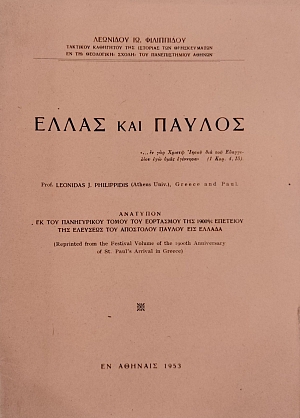 ΛΕΩΝΙΔΟΥ ΙΩ. ΦΙΛΙΠΠΙΔΟΥ
ΤΑΚΤΙΚΟΥ ΚΑΘΗΓΗΤΟΥ ΤΗΣ ΙΣΤΟΡΙΑΣ ΤΩΝ ΘΡΗΣΚΕΥΜΑΤΩΝ
ΕΝ ΤΗι ΘΕΟΛΟΓΙΚΗι ΣΧΟΛΗι ΤΟΥ ΠΑΝΕΠΙΣΤΗΜΙΟΥ ΑΘΗΝΩΝ
ΕΛΛΑΣ ΚΑΙ ΠΑΥΛΟΣ
«...ἐν γὰρ Χριστῷ Ἰησοῦ διὰ τοῦ Εὐαγγε-
λίου ἐγὼ ὑμᾶς ἐγέννησα» (Ι Κορ. 4, 15)
Prof. LEONIDAS J. PHILIPPIDIS (Athens Univ.), Greece and Paul
ΑΝΑΤΥΠΟΝ
ΕΚ ΤΟΥ ΠΑΝΗΓΥΡΙΚΟΥ ΤΟΜΟΥ ΤΟΥ ΕΟΡΤΑΣΜΟΥ ΤΗΣ 1900ῆς ΕΠΕΤΕΙΟΥ
ΤΗΣ ΕΛΕΥΣΕΩΣ ΤΟΥ ΑΠΟΣΤΟΛΟΥ ΠΑΥΛΟΥ ΕΙΣ ΕΛΛΑΔΑ
(Reprinted from the Festival Volume of the 1900th Anniversary
of St. Paul's Arrival in Greece)
ΕΝ ΑΘΗΝΑΙΣ 1953